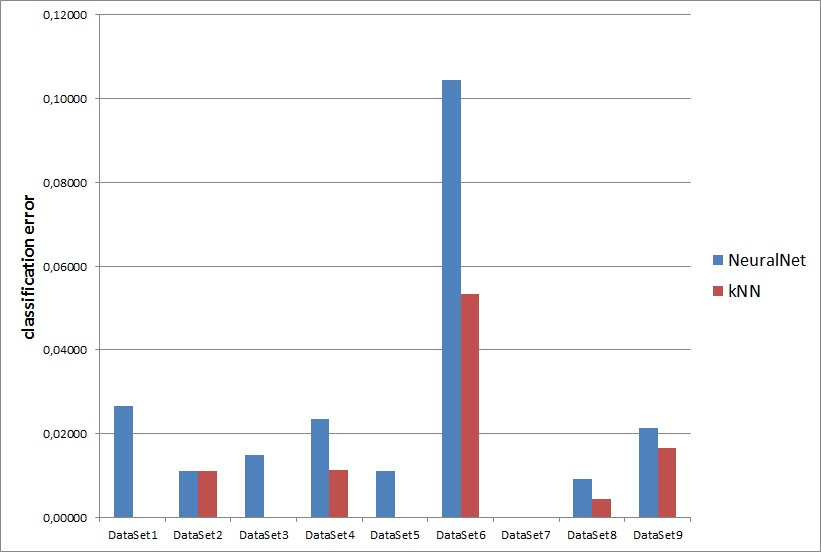 0,12000
0,10000
0,08000
0,06000
0,04000
0,02000
0,00000
classification error
DataSet1 DataSet2 DataSet3 DataSet4 DataSet5 DataSet6 DataSet7 DataSet8 DataSet9
NeuralNet
kNN